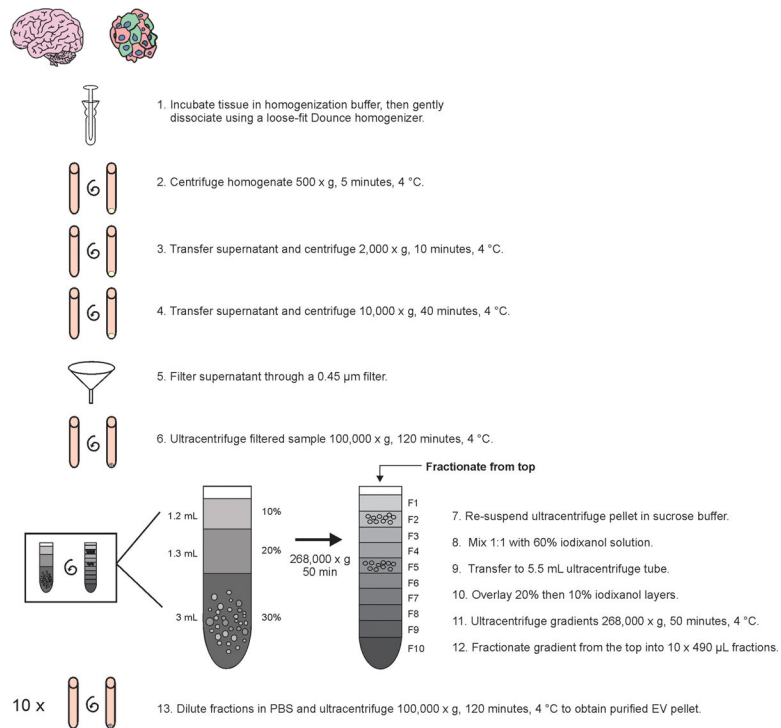 1. Incubate tissue in homogenization buffer, then gently
dissociate using a loose-fit Dounce homogenizer.
2. Centrifuge homogenate 500 x g, 5 minutes, 4 °C.
3. Transfer supernatant and centrifuge 2,000 x g, 10 minutes, 4 °C.
4. Transfer supernatant and centrifuge 10,000 x g, 40 minutes, 4 °C.
5. Filter supernatant through a 0.45 µm filter.
6. Ultracentrifuge filtered sample 100,000 x g, 120 minutes, 4 °C.
Fractionate from top
1.2 mL
10%
1.3 mL
20%
3 mL
30%
268,000 x g
50 min
F1
F2
F3
F4
F5
F6
F7
F8
F9
F10
7. Re-suspend ultracentrifuge pellet in sucrose buffer.
8. Mix 1:1 with 60% iodixanol solution.
9. Transfer to 5.5 mL ultracentrifuge tube.
10. Overlay 20% then 10% iodixanol layers.
11. Ultracentrifuge gradients 268,000 x g, 50 minutes, 4 °C.
12. Fractionate gradient from the top into 10 x 490 µL fractions.
10 x
13. Dilute fractions in PBS and ultracentrifuge 100,000 x g, 120 minutes, 4 °C to obtain purified EV pellet.